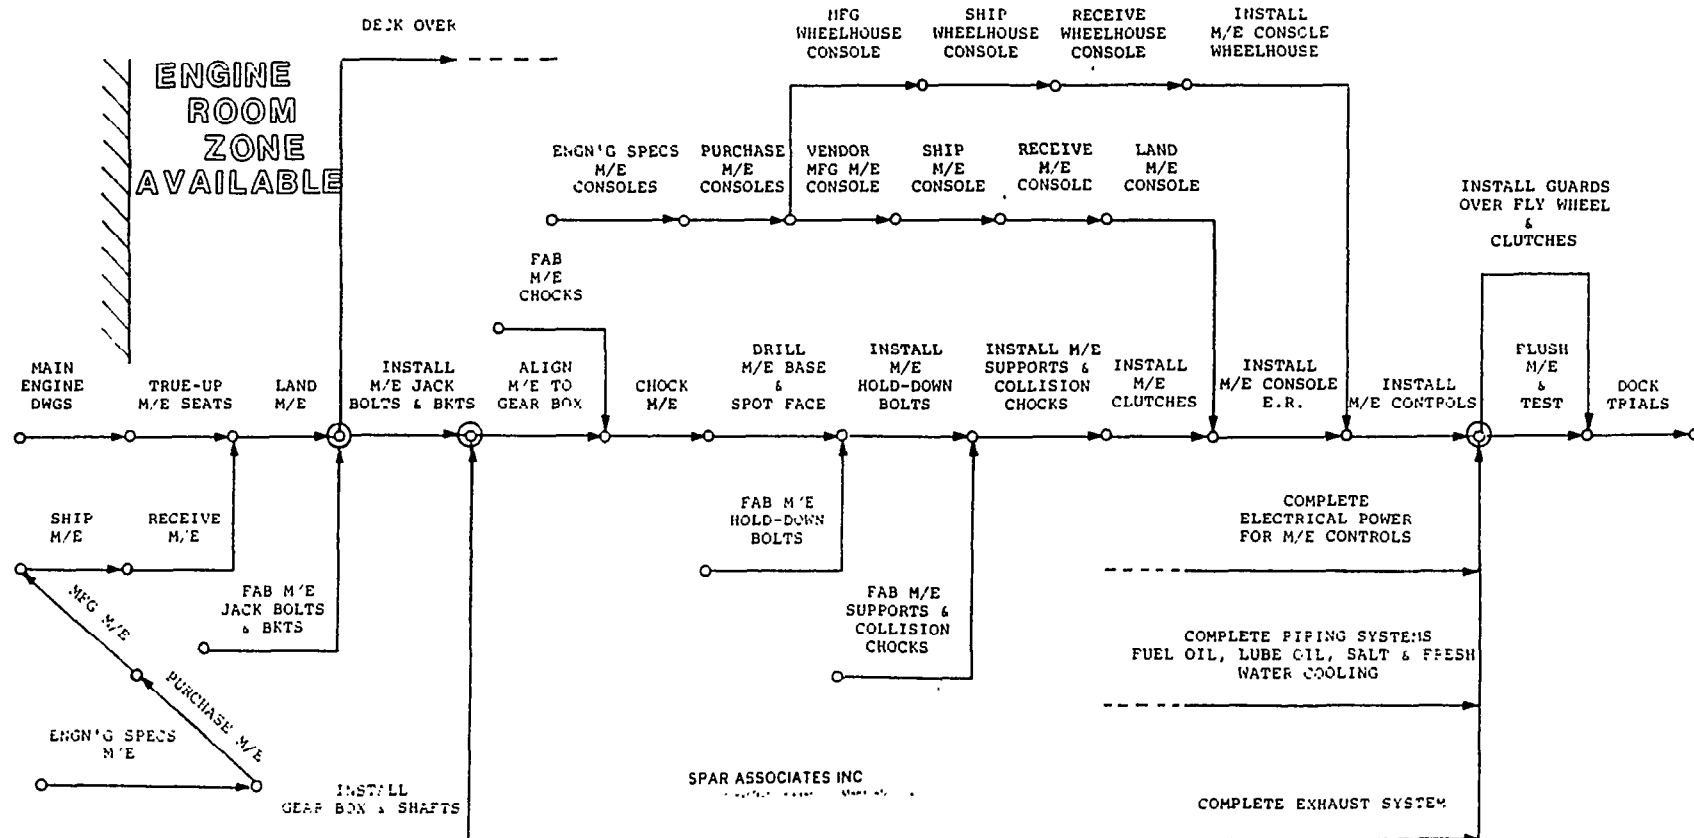 DECK OVER
MFG
WHEELHOUSE
CONSOLE
SHIP
WHEELHOUSE
CONSOLE
RECEIVE
WHEELHOUSE
CONSOLE
INSTALL
M/E CONSOLE
WHEELHOUSE
ENGINE
ROOM
ZONE
AVAILABLE
ENGN'G SPECS
M/E
CONSOLES
PURCHASE
M/E
CONSOLES
VENDOR
MFG M/E
CONSOLE
SHIP
M/E
CONSOLE
RECEIVE
M/E
CONSOLE
LAND
M/E
CONSOLE
INSTALL GUARDS
OVER FLY WHEEL
&
CLUTCHES
FAB
M/E
CHOCKS
MAIN
ENGINE
DWGS
TRUE-UP
M/E SEATS
LAND
M/E
INSTALL
M/E JACK
BOLTS & BKTS
ALIGN
M/E TO
GEAR BOX
CHOCK
M/E
DRILL
M/E BASE
&
SPOT FACE
INSTALL
M/E
HOLD-DOWN
BOLTS
INSTALL M/E
SUPPORTS &
COLLISION
CHOCKS
INSTALL
M/E
CLUTCHES
INSTALL
M/E CONSOLE
E.R.
INSTALL
M/E CONTROLS
FLUSH
M/E
&
TEST
DOCK
TRIALS
SHIP
M/E
RECEIVE
M/E
FAB M/E
HOLD-DOWN
BOLTS
COMPLETE
ELECTRICAL POWER
FOR M/E CONTROLS
MFG M/E
FAB M/E
JACK BOLTS
& BKTS
FAB M/E
SUPPORTS &
COLLISION
CHOCKS
COMPLETE PIPING SYSTEMS
FUEL OIL, LUBE OIL, SALT & FRESH
WATER COOLING
PURCHASE M/E
ENGN'G SPECS
M/E
INSTALL
GEAR BOX & SHAFTS
SPAR ASSOCIATES INC
COMPLETE EXHAUST SYSTEM